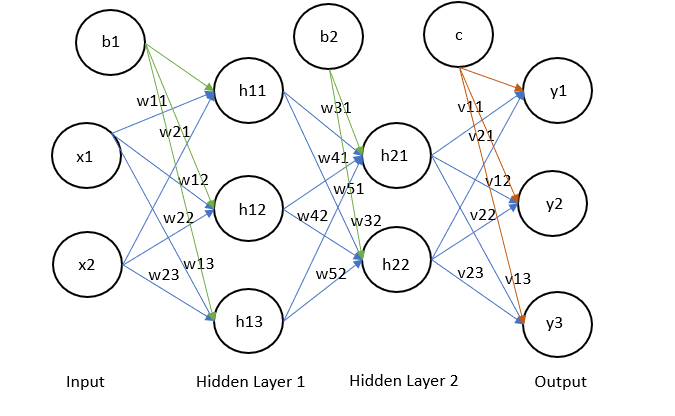 b1
b2
c
h11
y1
w11
w31
v11
w21
v21
x1
w41
h21
w12
w51
v12
w22
w42
w32
v22
h12
y2
x2
w23
w13
w52
h22
v23
v13
h13
y3
Input
Hidden Layer 1
Hidden Layer 2
Output